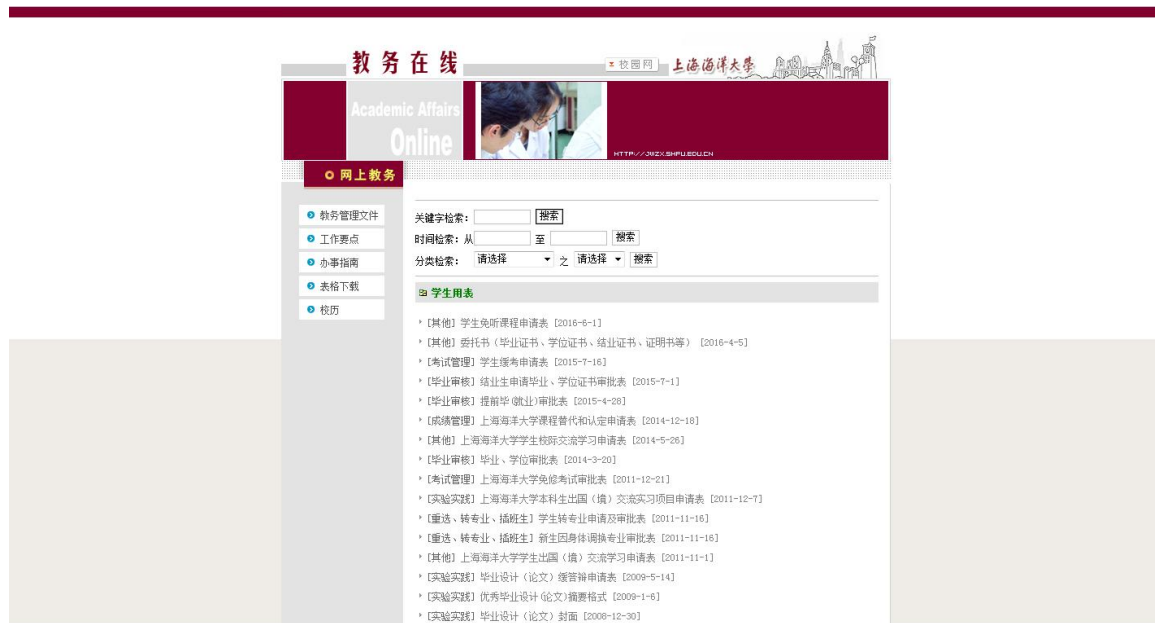 教务在线
校园网
上海海洋大学
Academic Affairs
Online
HTTP://JWZX.SHFU.EDU.CN
网上教务
教务管理文件
工作要点
办事指南
表格下载
校历
关键字检索： 搜索
时间检索：从 至 搜索
分类检索： 请选择 之 请选择 搜索
学生用表
[其他] 学生免听课程申请表 [2016-6-1]
[其他] 委托书（毕业证书、学位证书、结业证书、证明书等） [2016-4-5]
[考试管理] 学生缓考申请表 [2015-7-16]
[毕业审核] 结业生申请毕业、学位证书审批表 [2015-7-1]
[毕业审核] 提前毕(就业)审批表 [2015-4-28]
[成绩管理] 上海海洋大学课程替代和认定申请表 [2014-12-18]
[其他] 上海海洋大学学生校际交流学习申请表 [2014-5-26]
[毕业审核] 毕业、学位审批表 [2014-3-20]
[考试管理] 上海海洋大学免修考试审批表 [2011-12-21]
[实验实践] 上海海洋大学本科生出国（境）交流实习项目申请表 [2011-12-7]
[重选、转专业、插班生] 学生转专业申请及审批表 [2011-11-16]
[重选、转专业、插班生] 新生因身体调换专业审批表 [2011-11-16]
[其他] 上海海洋大学学生出国（境）交流学习申请表 [2011-11-1]
[实验实践] 毕业设计（论文）缓答辩申请表 [2009-5-14]
[实验实践] 优秀毕业设计(论文)摘要格式 [2009-1-6]
[实验实践] 毕业设计（论文）封面 [2008-12-30]